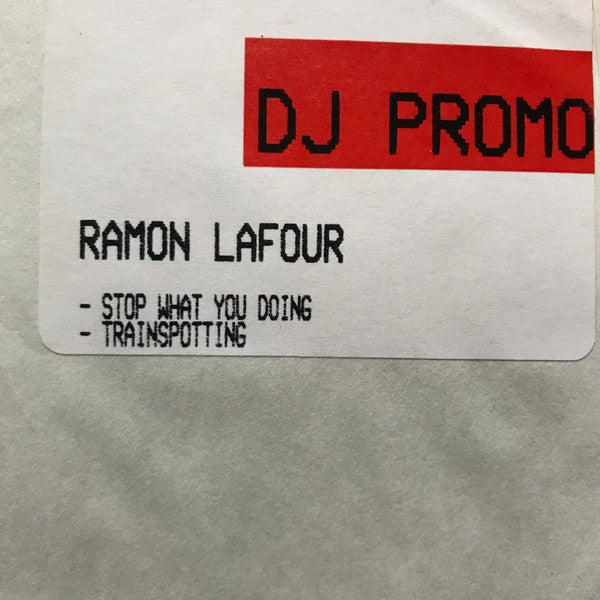 DJ PROMO
RAMON LAFOUR
- STOP WHAT YOU DOING
- TRAINSPOTTING